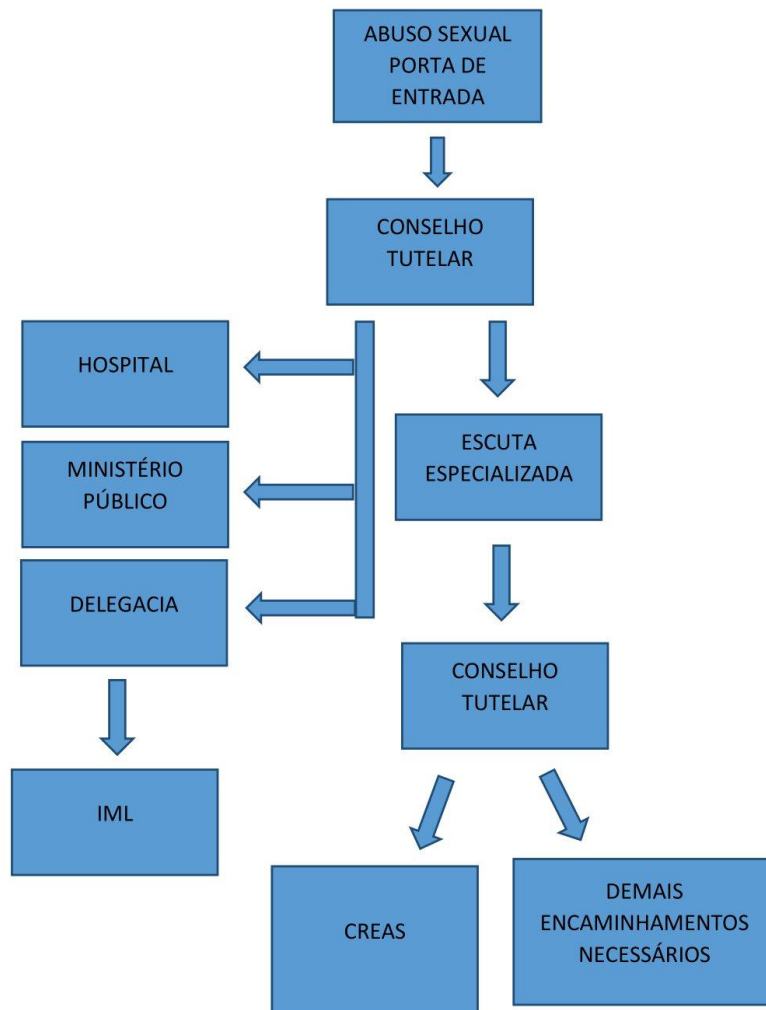 ABUSO SEXUAL
PORTA DE
ENTRADA
CONSELHO
TUTELAR
HOSPITAL
MINISTÉRIO
PÚBLICO
DELEGACIA
IML
ESCUTA
ESPECIALIZADA
CONSELHO
TUTELAR
CREAS
DEMAIS
ENCAMINHAMENTOS
NECESSÁRIOS